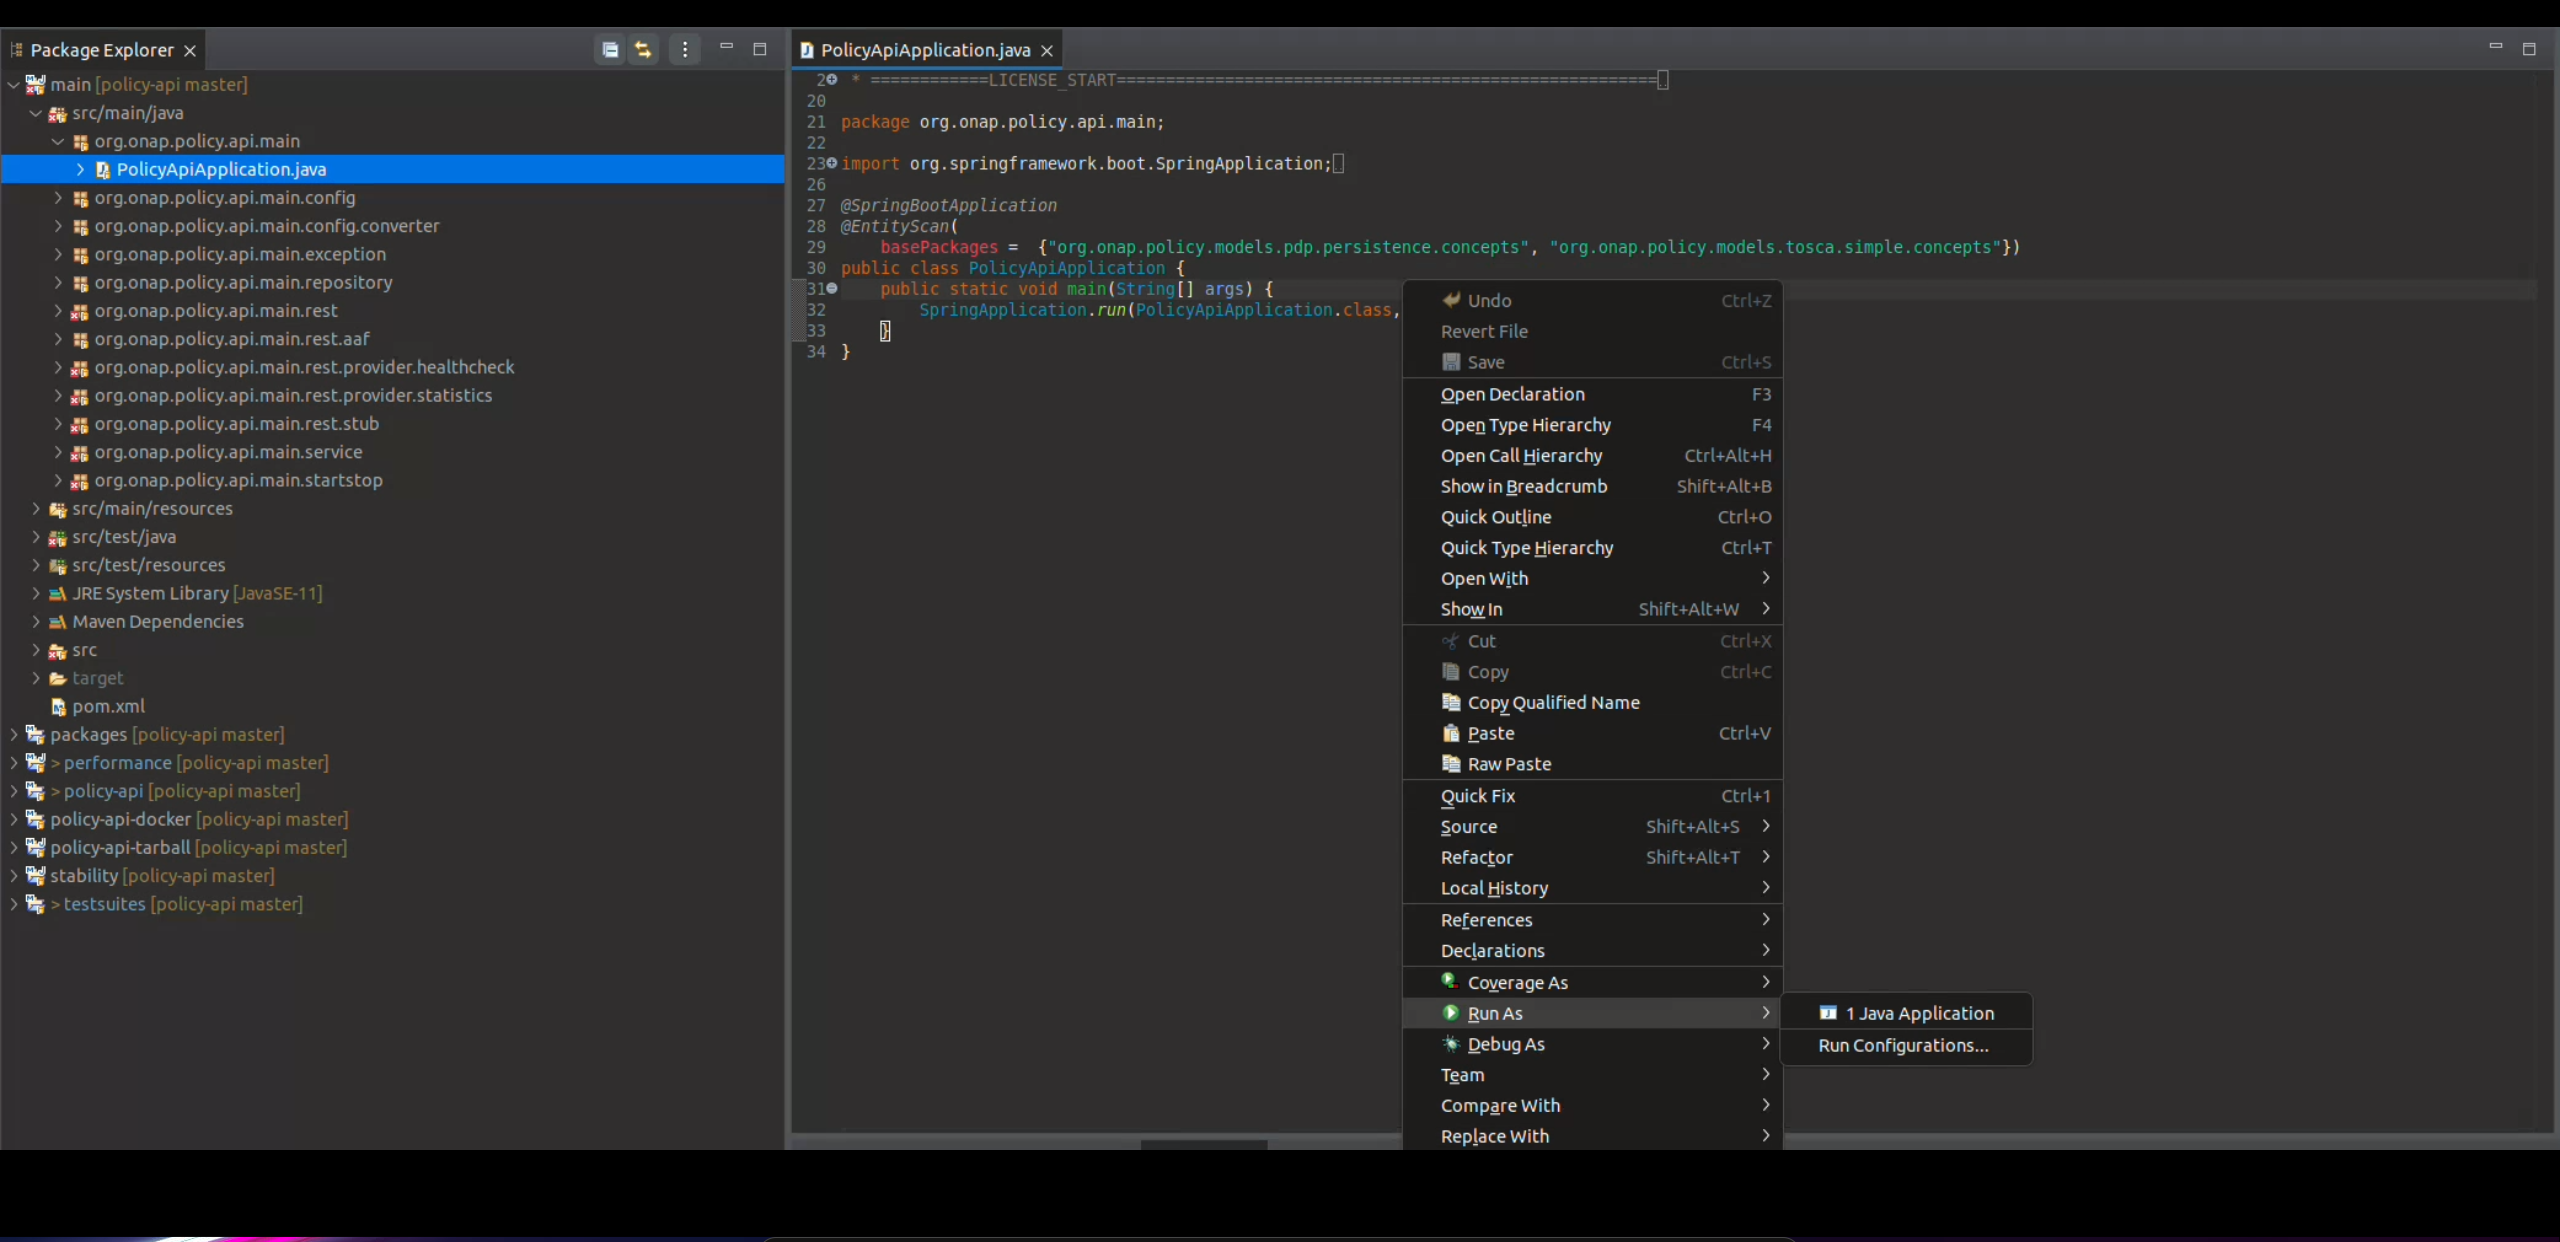 Package Explorer
main [policy-api master]
src/main/java
org.onap.policy.api.main
PolicyApiApplication.java
org.onap.policy.api.main.config
org.onap.policy.api.main.config.converter
org.onap.policy.api.main.exception
org.onap.policy.api.main.repository
org.onap.policy.api.main.rest
org.onap.policy.api.main.rest.aaf
org.onap.policy.api.main.rest.provider.healthcheck
org.onap.policy.api.main.rest.provider.statistics
org.onap.policy.api.main.rest.stub
org.onap.policy.api.main.service
org.onap.policy.api.main.startstop
src/main/resources
src/test/java
src/test/resources
JRE System Library [JavaSE-11]
Maven Dependencies
src
target
pom.xml
packages [policy-api master]
> performance [policy-api master]
> policy-api [policy-api master]
policy-api-docker [policy-api master]
policy-api-tarball [policy-api master]
stability [policy-api master]
> testsuites [policy-api master]
PolicyApiApplication.java
2 * ============LICENSE_START=======================================================
20
21 package org.onap.policy.api.main;
22
23 import org.springframework.boot.SpringApplication;
26
27 @SpringBootApplication
28 @EntityScan(
29 basePackages = {"org.onap.policy.models.pdp.persistence.concepts", "org.onap.policy.models.tosca.simple.concepts"})
30 public class PolicyApiApplication {
31 public static void main(String[] args) {
32 SpringApplication.run(PolicyApiApplication.class,
33 }
34 }
Undo Ctrl+Z
Revert File
Save Ctrl+S
Open Declaration F3
Open Type Hierarchy F4
Open Call Hierarchy Ctrl+Alt+H
Show in Breadcrumb Shift+Alt+B
Quick Outline Ctrl+O
Quick Type Hierarchy Ctrl+T
Open With
Show In Shift+Alt+W
Cut Ctrl+X
Copy Ctrl+C
Copy Qualified Name
Paste Ctrl+V
Raw Paste
Quick Fix Ctrl+1
Source Shift+Alt+S
Refactor Shift+Alt+T
Local History
References
Declarations
Coverage As
Run As
Debug As
Team
Compare With
Replace With
1 Java Application
Run Configurations...